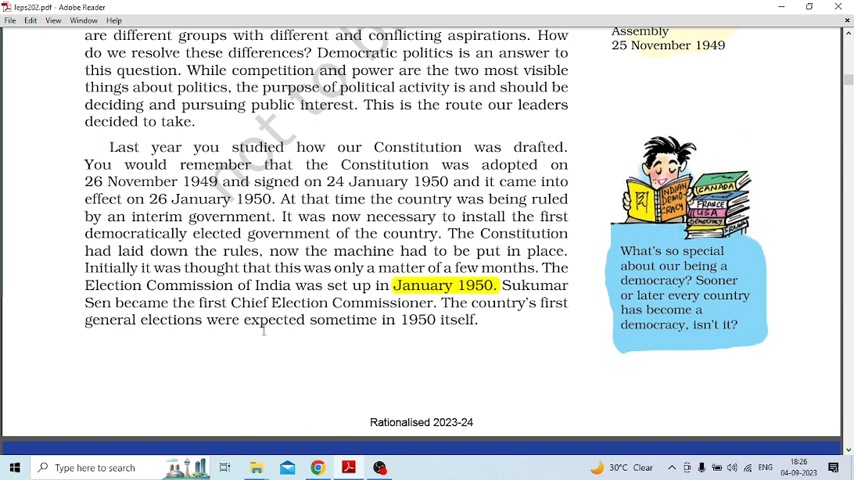 leps202.pdf - Adobe Reader
File Edit View Window Help
are different groups with different and conflicting aspirations. How
do we resolve these differences? Democratic politics is an answer to
this question. While competition and power are the two most visible
things about politics, the purpose of political activity is and should be
deciding and pursuing public interest. This is the route our leaders
decided to take.
Last year you studied how our Constitution was drafted.
You would remember that the Constitution was adopted on
26 November 1949 and signed on 24 January 1950 and it came into
effect on 26 January 1950. At that time the country was being ruled
by an interim government. It was now necessary to install the first
democratically elected government of the country. The Constitution
had laid down the rules, now the machine had to be put in place.
Initially it was thought that this was only a matter of a few months. The
Election Commission of India was set up in January 1950. Sukumar
Sen became the first Chief Election Commissioner. The country's first
general elections were expected sometime in 1950 itself.
not to b
Assembly
25 November 1949
INDIAN
DEMO-
CRACY
CANADA
FRANCE
USA
What's so special
about our being a
democracy? Sooner
or later every country
has become a
democracy, isn't it?
Rationalised 2023-24
Type here to search
30°C Clear
ENG
18:26
04-09-2023